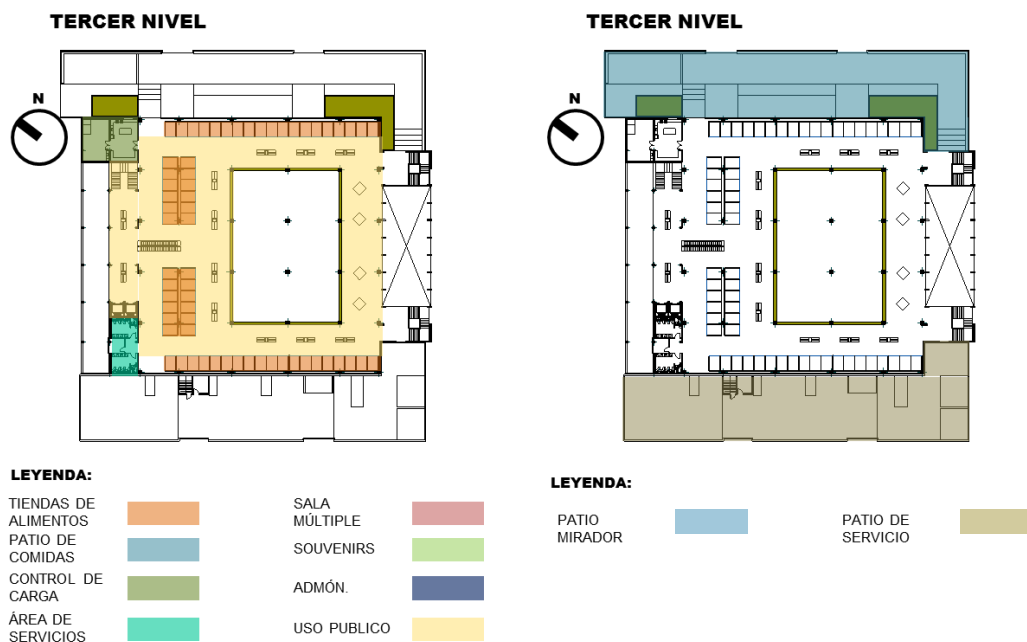 TERCER NIVEL
N
LEYENDA:
TIENDAS DE
ALIMENTOS
PATIO DE
COMIDAS
CONTROL DE
CARGA
ÁREA DE
SERVICIOS
SALA
MÚLTIPLE
SOUVENIRS
ADMÓN.
USO PUBLICO
TERCER NIVEL
N
LEYENDA:
PATIO
MIRADOR
PATIO DE
SERVICIO